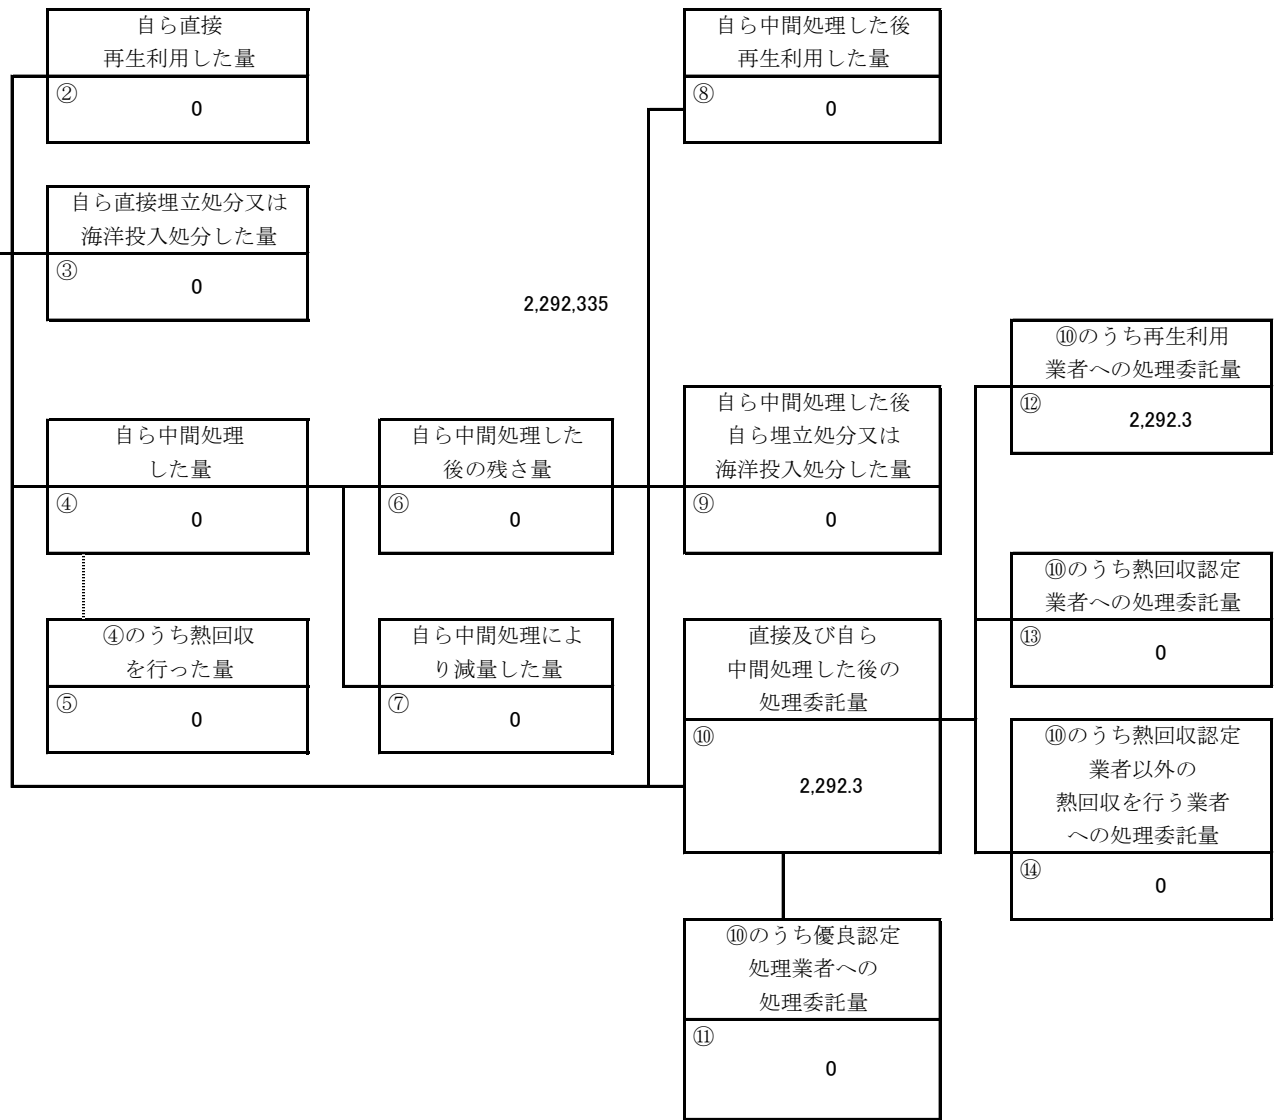 自ら直接
再生利用した量
②
0
自ら中間処理した後
再生利用した量
⑧
0
自ら直接埋立処分又は
海洋投入処分した量
③
0
2,292,335
⑩のうち再生利用
業者への処理委託量
⑫
2,292.3
自ら中間処理
した量
④
0
自ら中間処理した
後の残さ量
⑥
0
自ら中間処理した後
自ら埋立処分又は
海洋投入処分した量
⑨
0
⑩のうち熱回収認定
業者への処理委託量
⑬
0
④のうち熱回収
を行った量
⑤
0
自ら中間処理によ
り減量した量
⑦
0
直接及び自ら
中間処理した後の
処理委託量
⑩
2,292.3
⑩のうち熱回収認定
業者以外の
熱回収を行う業者
への処理委託量
⑭
0
⑩のうち優良認定
処理業者への
処理委託量
⑪
0